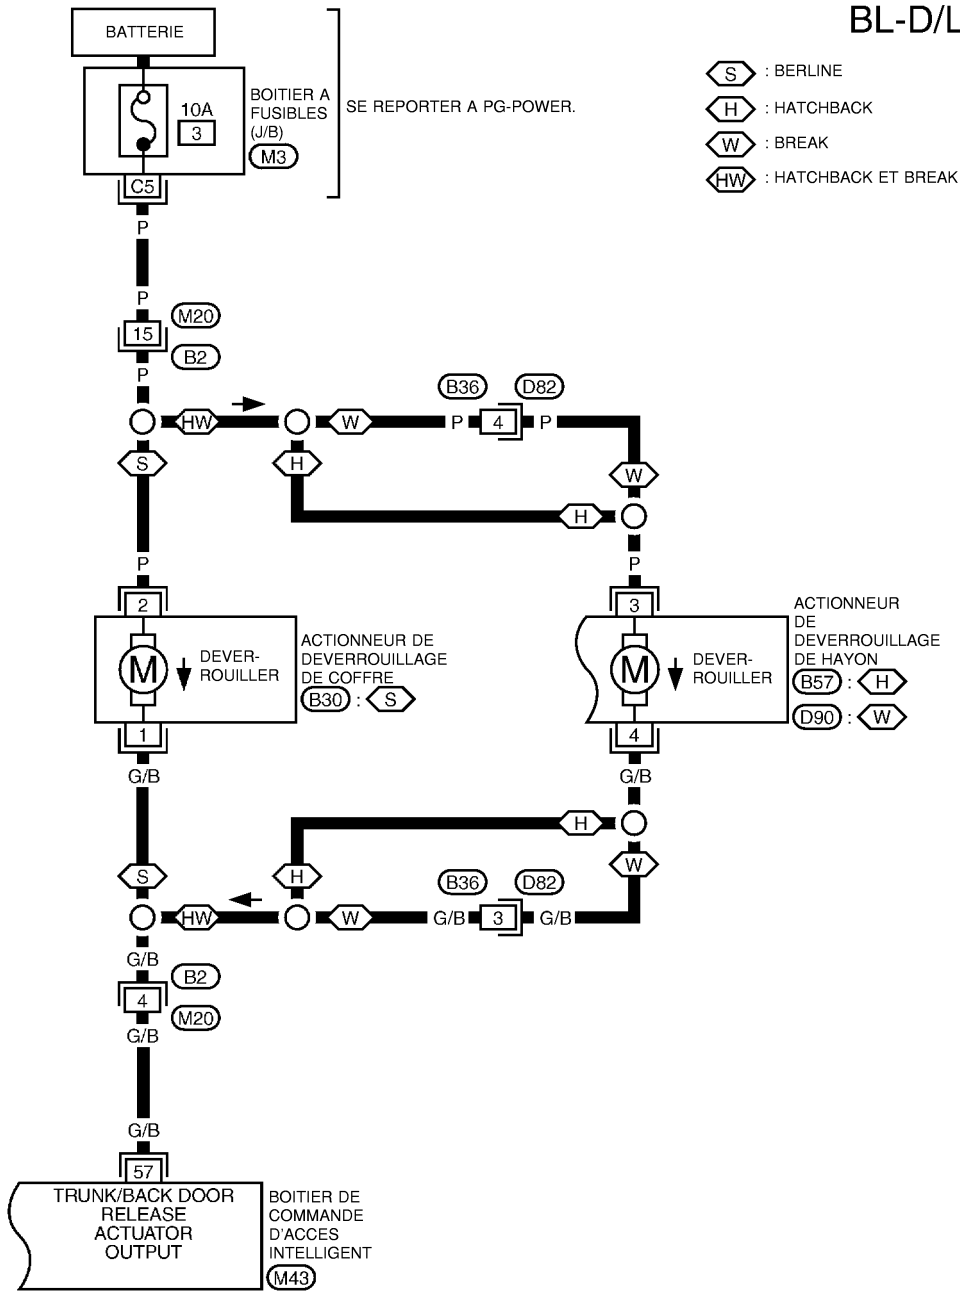 BL-D/L
BATTERIE
10A
3
BOITIER A
FUSIBLES
(J/B)
M3
SE REPORTER A PG-POWER.
S : BERLINE
H : HATCHBACK
W : BREAK
HW : HATCHBACK ET BREAK
C5
P
P
15
M20
B2
P
HW
W
B36
D82
P
4
P
S
H
W
H
P
P
2
3
M
DEVER-
ROUILLER
ACTIONNEUR DE
DEVERROUILLAGE
DE COFFRE
B30 : S
M
DEVER-
ROUILLER
ACTIONNEUR
DE
DEVERROUILLAGE
DE HAYON
B57 : H
D90 : W
1
4
G/B
G/B
H
W
S
H
B36
D82
HW
W
G/B
3
G/B
G/B
B2
4
M20
G/B
G/B
57
TRUNK/BACK DOOR
RELEASE
ACTUATOR
OUTPUT
BOITIER DE
COMMANDE
D'ACCES
INTELLIGENT
M43